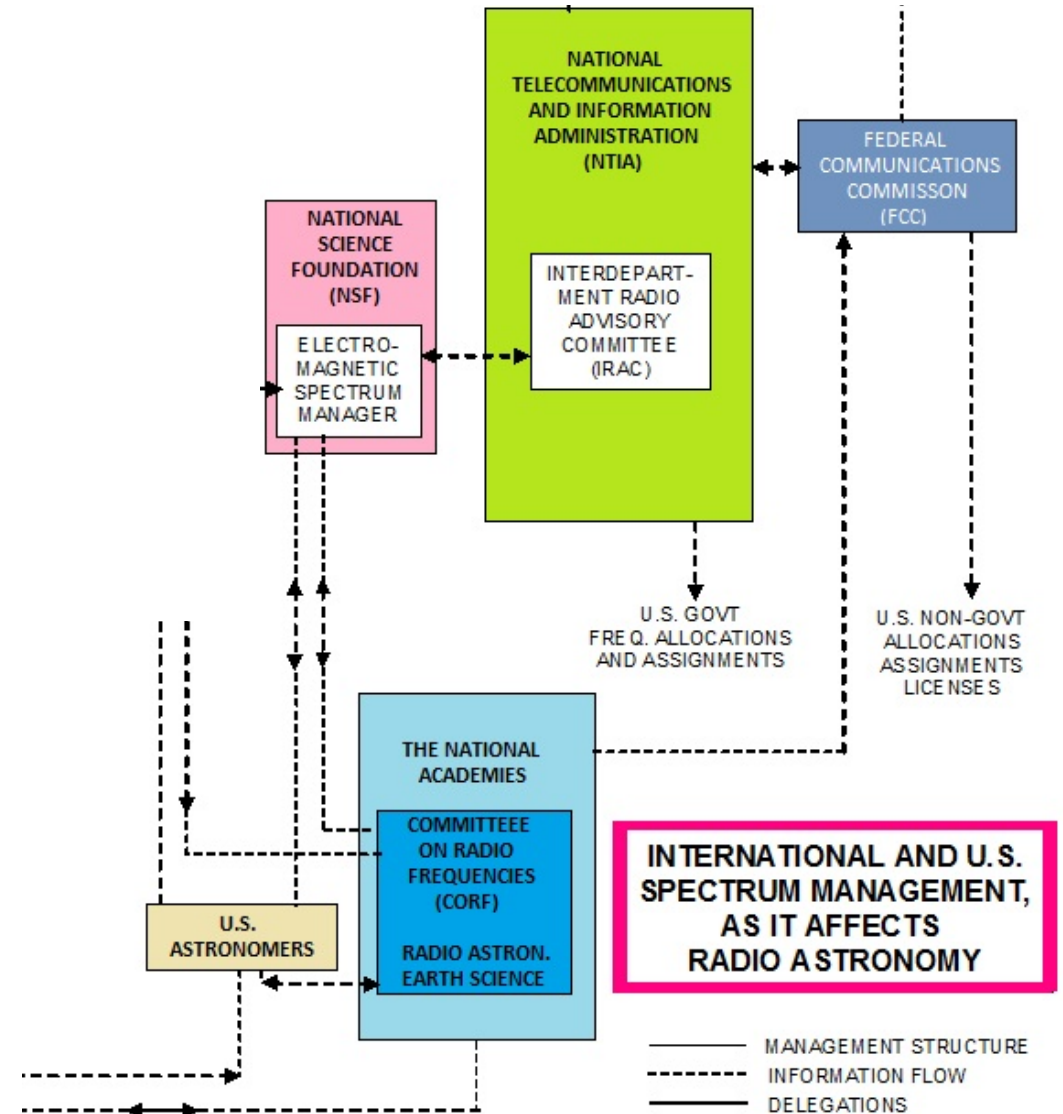 NATIONAL
TELECOMMUNICATIONS
AND INFORMATION
ADMINISTRATION
(NTIA)
FEDERAL
COMMUNICATIONS
COMMISSON
(FCC)
NATIONAL
SCIENCE
FOUNDATION
(NSF)
INTERDEPART-
MENT RADIO
ADVISORY
COMMITTEE
(IRAC)
ELECTRO-
MAGNETIC
SPECTRUM
MANAGER
U.S. GOVT
FREQ. ALLOCATIONS
AND ASSIGNMENTS
U.S. NON-GOVT
ALLOCATIONS
ASSIGNMENTS
LICENSES
THE NATIONAL
ACADEMIES
COMMITTEEE
ON RADIO
FREQUENCIES
(CORF)
RADIO ASTRON.
EARTH SCIENCE
U.S.
ASTRONOMERS
INTERNATIONAL AND U.S.
SPECTRUM MANAGEMENT,
AS IT AFFECTS
RADIO ASTRONOMY
MANAGEMENT STRUCTURE
INFORMATION FLOW
DELEGATIONS